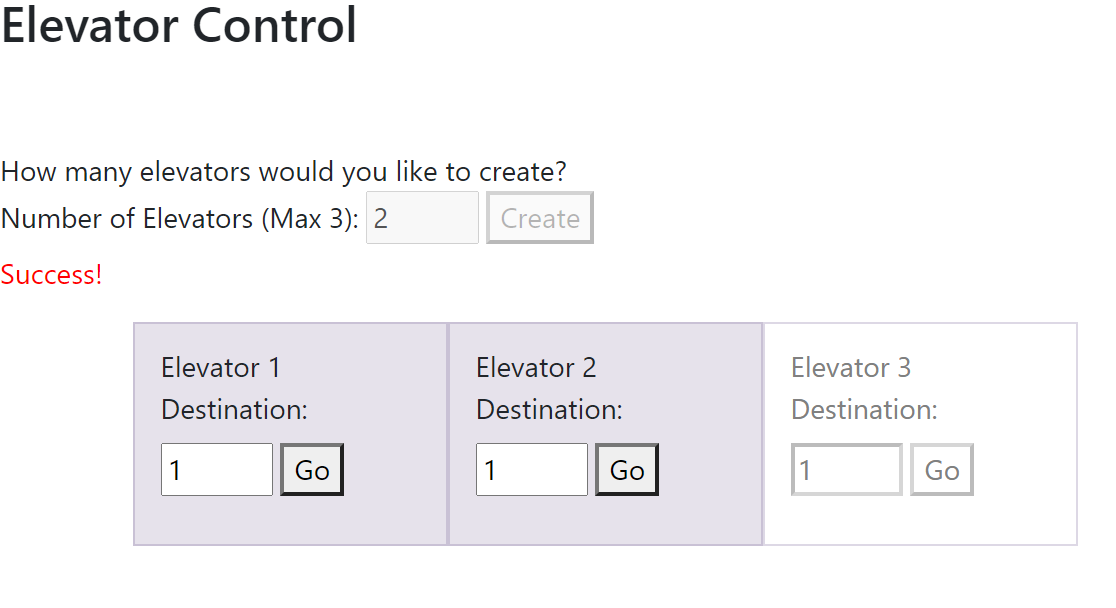 Elevator Control
How many elevators would you like to create?
Number of Elevators (Max 3): 2 Create
Success!
Elevator 1
Destination:
1 Go
Elevator 2
Destination:
1 Go
Elevator 3
Destination:
1 Go